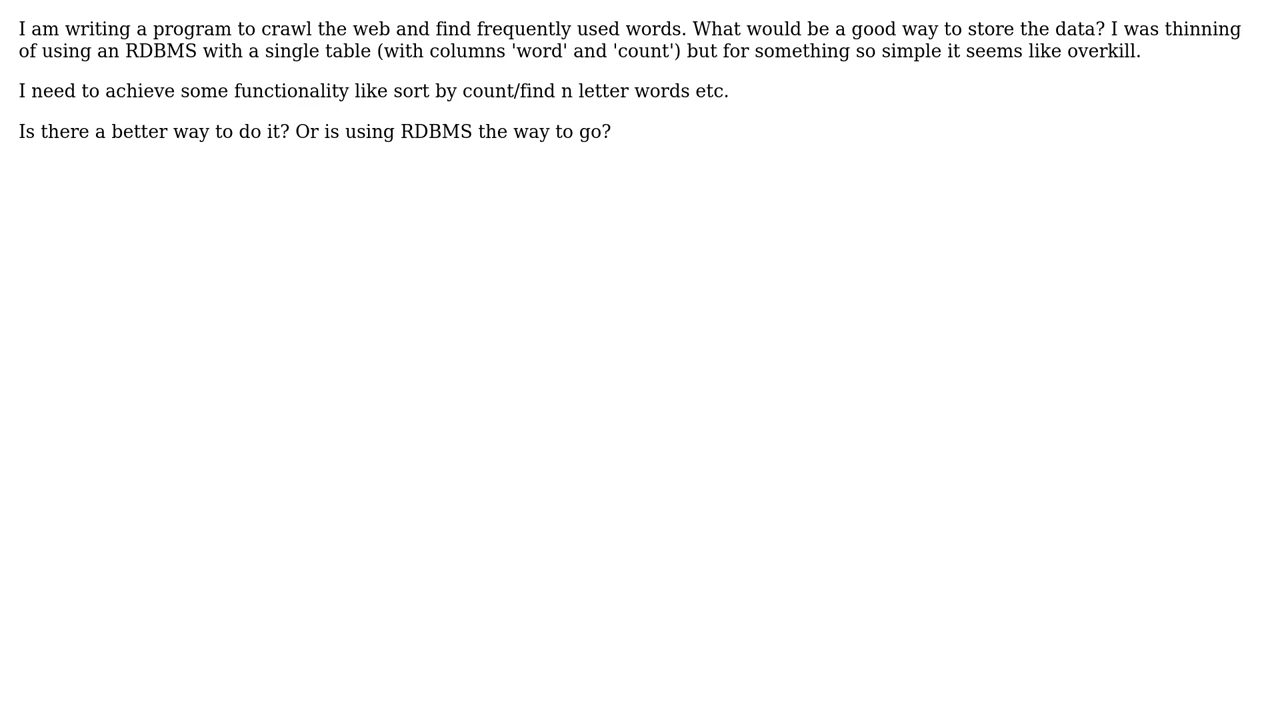 I am writing a program to crawl the web and find frequently used words. What would be a good way to store the data? I was thinning
of using an RDBMS with a single table (with columns 'word' and 'count') but for something so simple it seems like overkill.
I need to achieve some functionality like sort by count/find n letter words etc.
Is there a better way to do it? Or is using RDBMS the way to go?